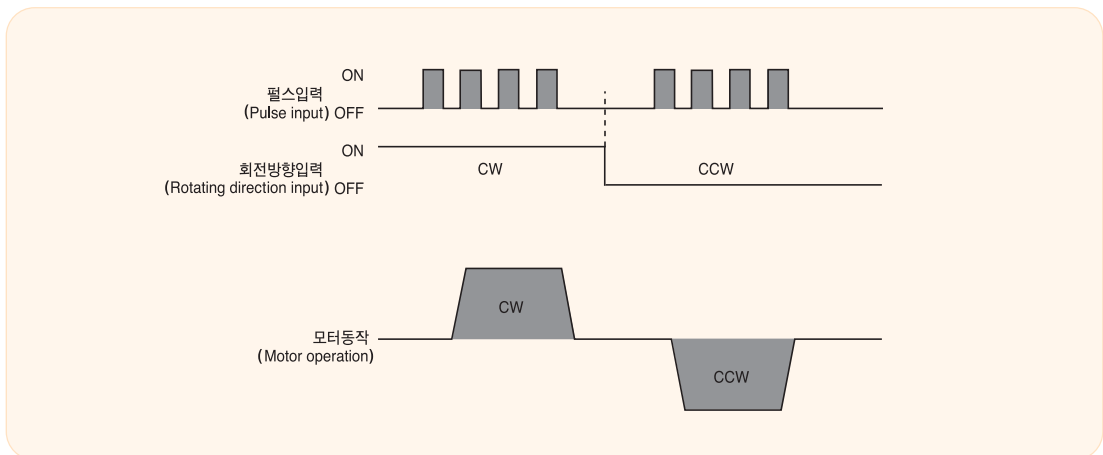 ON
펄스입력
(Pulse input) OFF
ON
회전방향입력
CW
CCW
(Rotating direction input) OFF
CW
모터동작
(Motor operation)
CCW